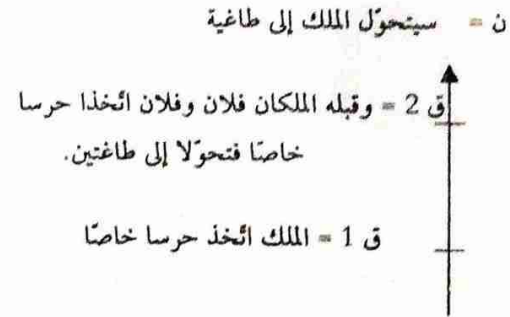 ن = سيتحوّل الملك إلى طاغية
ق 2 = وقبله الملكان فلان وفلان اتّخذا حرسا
خاصّا فتحوّلا إلى طاغتين.
ق 1 = الملك اتّخذ حرسا خاصّا